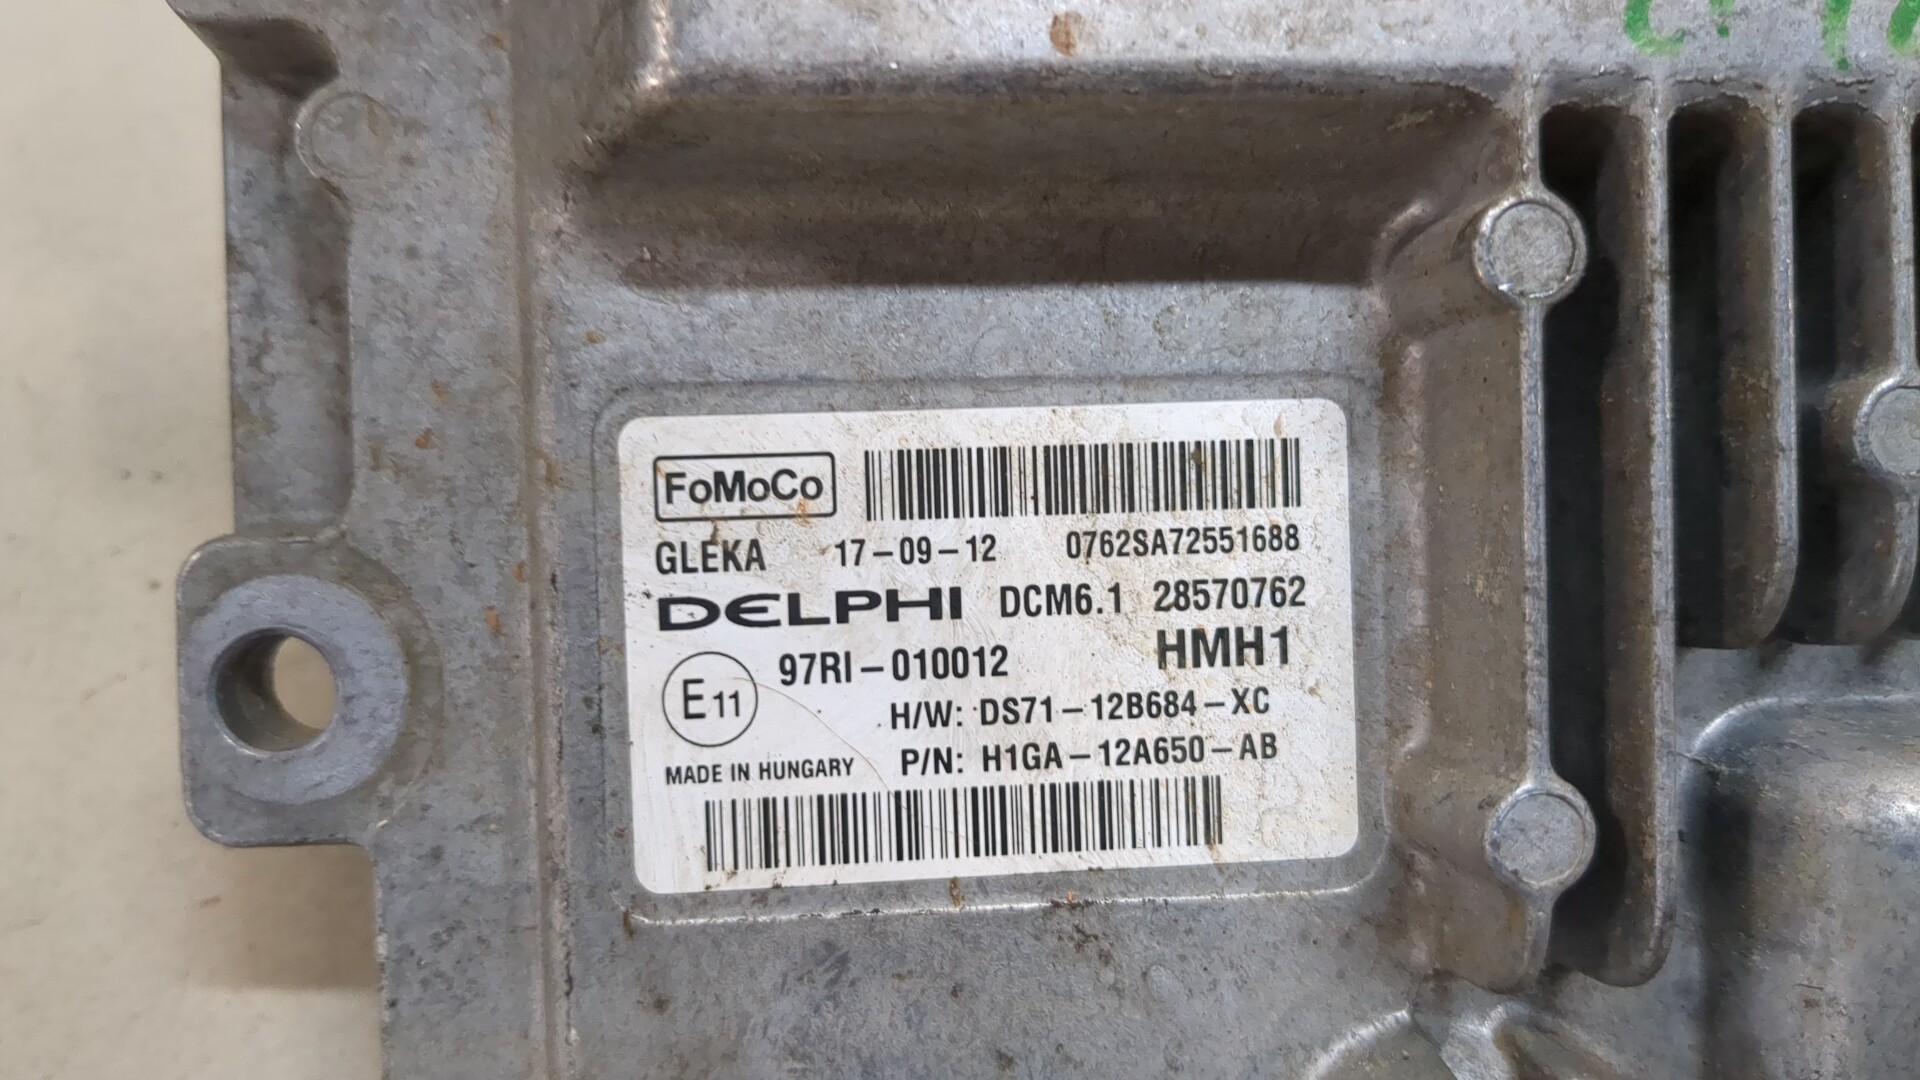 FoMoCo
GLEKA 17-09-12 0762SA72551688
DELPHI DCM6.1 28570762
97RI-010012 HMH1
E11
H/W: DS71-12B684-XC
MADE IN HUNGARY P/N: H1GA-12A650-AB